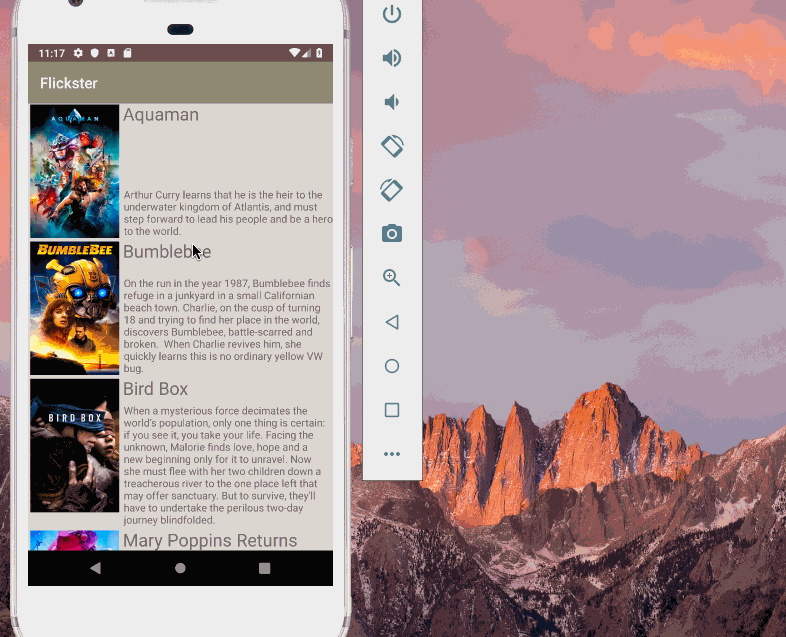 11:17
Flickster
AQUAMAN
Aquaman
Arthur Curry learns that he is the heir to the
underwater kingdom of Atlantis, and must
step forward to lead his people and be a hero
to the world.
BUMBLEBEE
Bumblebee
On the run in the year 1987, Bumblebee finds
refuge in a junkyard in a small Californian
beach town. Charlie, on the cusp of turning
18 and trying to find her place in the world,
discovers Bumblebee, battle-scarred and
broken.  When Charlie revives him, she
quickly learns this is no ordinary yellow VW
bug.
BIRD BOX
Bird Box
When a mysterious force decimates the
world's population, only one thing is certain:
if you see it, you take your life. Facing the
unknown, Malorie finds love, hope and a
new beginning only for it to unravel. Now
she must flee with her two children down a
treacherous river to the one place left that
may offer sanctuary. But to survive, they'll
have to undertake the perilous two-day
journey blindfolded.
Mary Poppins Returns